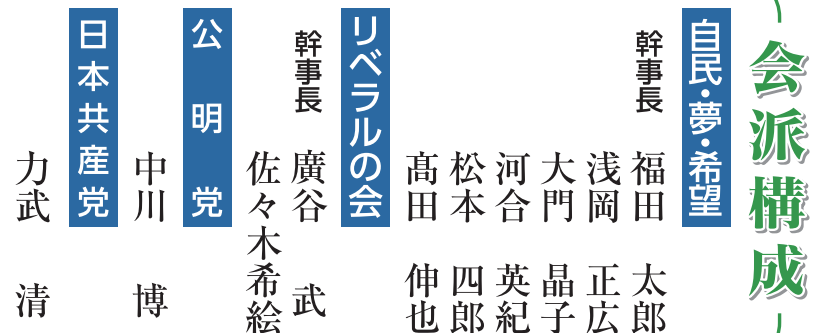 会派構成
自民・夢・希望
幹事長 福田 太郎
浅岡 正広
大門 晶子
河合 英紀
松本 四郎
髙田 伸也
リベラルの会
幹事長 廣谷 武
佐々木希絵
公明党
中川 博
日本共産党
力武 清